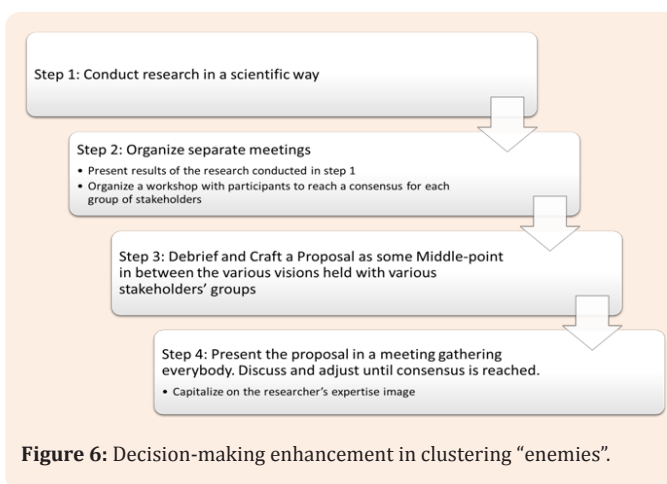 Step 1: Conduct research in a scientific way
Step 2: Organize separate meetings
• Present results of the research conducted in step 1
• Organize a workshop with participants to reach a consensus for each
group of stakeholders
Step 3: Debrief and Craft a Proposal as some Middle-point
in between the various visions held with various
stakeholders' groups
Step 4: Present the proposal in a meeting gathering
everybody. Discuss and adjust until consensus is reached.
• Capitalize on the researcher's expertise image
Figure 6: Decision-making enhancement in clustering “enemies”.